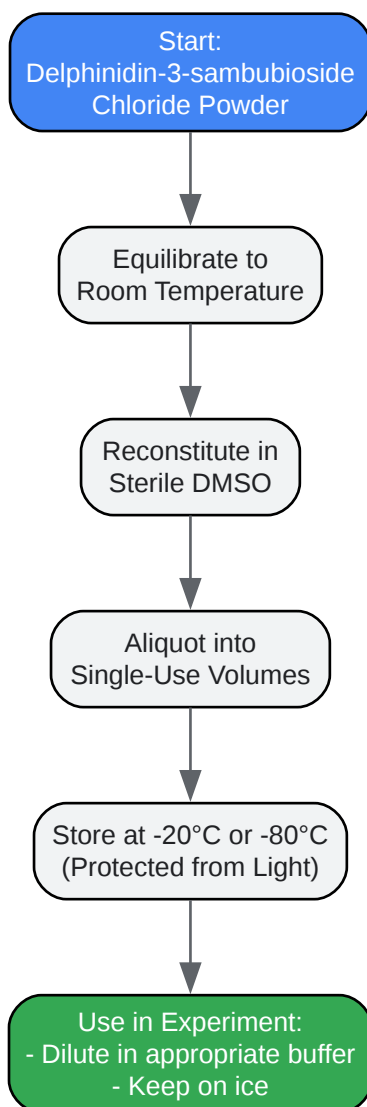 Start:
Delphinidin-3-sambubioside
Chloride Powder
Equilibrate to
Room Temperature
Reconstitute in
Sterile DMSO
Aliquot into
Single-Use Volumes
Store at -20°C or -80°C
(Protected from Light)
Use in Experiment:
- Dilute in appropriate buffer
- Keep on ice